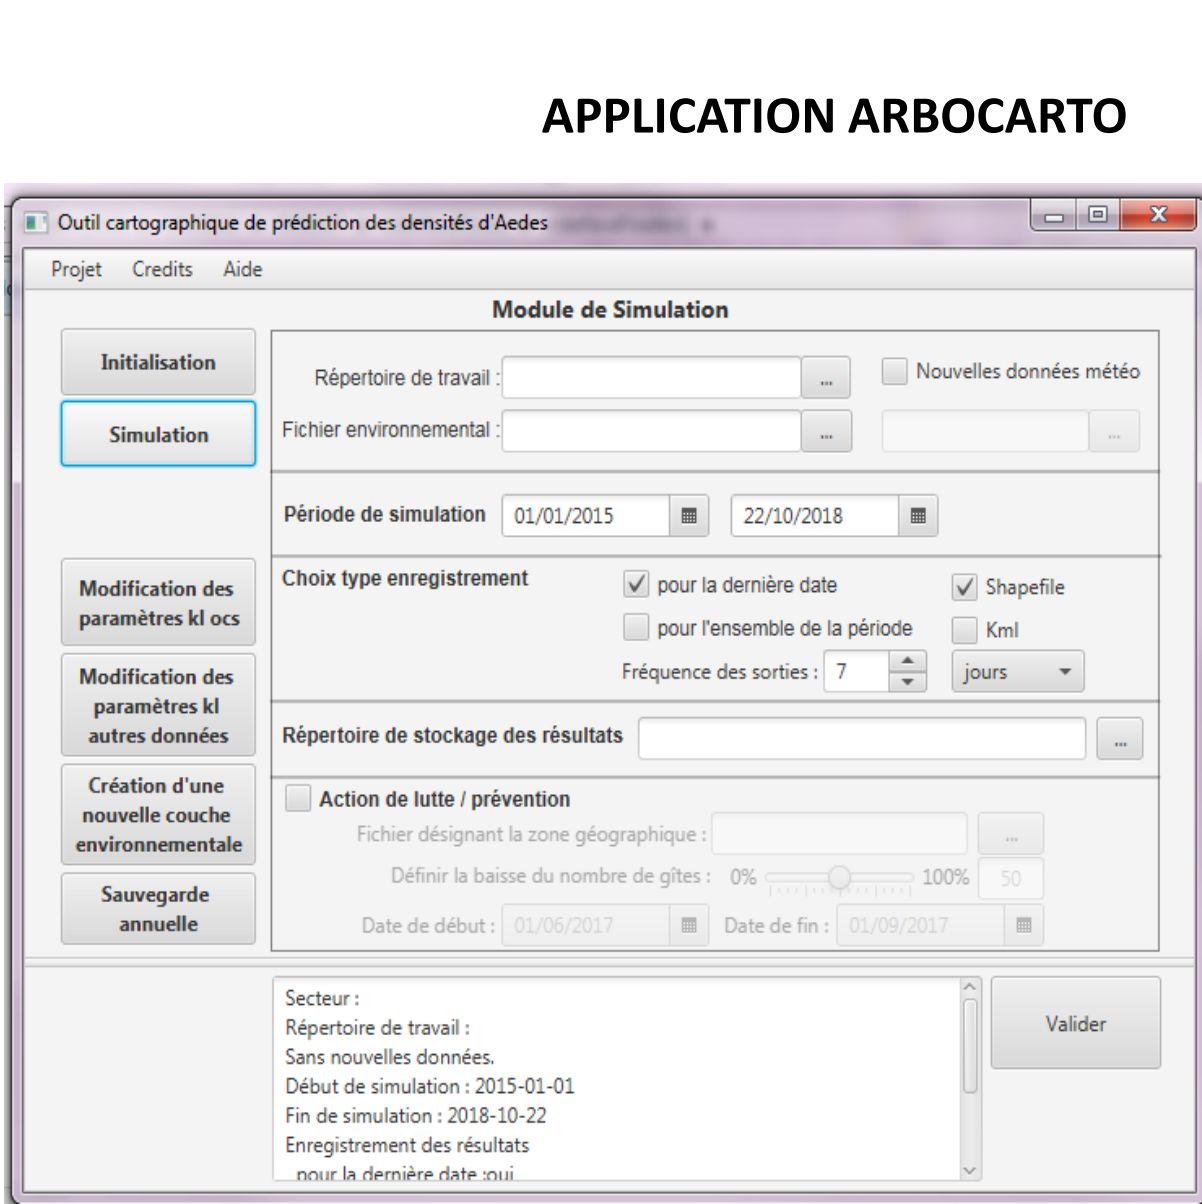 APPLICATION ARBOCARTO
Outil cartographique de prédiction des densités d'Aedes
Projet Credits Aide
Module de Simulation
Initialisation
Simulation
Modification des
paramètres kl ocs
Modification des
paramètres kl
autres données
Création d'une
nouvelle couche
environnementale
Sauvegarde
annuelle
Répertoire de travail : ...
Nouvelles données météo
Fichier environnemental : ...
...
Période de simulation 01/01/2015 22/10/2018
Choix type enregistrement
pour la dernière date Shapefile
pour l'ensemble de la période Kml
Fréquence des sorties : 7 jours
Répertoire de stockage des résultats ...
Action de lutte / prévention
Fichier désignant la zone géographique : ...
Définir la baisse du nombre de gîtes : 0% 100% 50
Date de début : 01/06/2017 Date de fin : 01/09/2017
Secteur :
Répertoire de travail :
Sans nouvelles données.
Début de simulation : 2015-01-01
Fin de simulation : 2018-10-22
Enregistrement des résultats
pour la dernière date :oui
Valider